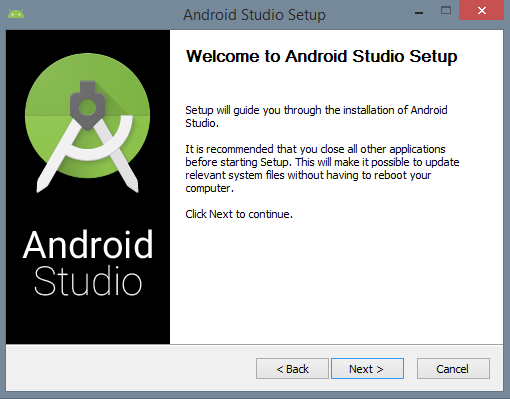 Android Studio Setup
Welcome to Android Studio Setup
Setup will guide you through the installation of Android
Studio.
It is recommended that you close all other applications
before starting Setup. This will make it possible to update
relevant system files without having to reboot your
computer.
Click Next to continue.
Android
Studio
< Back
Next >
Cancel